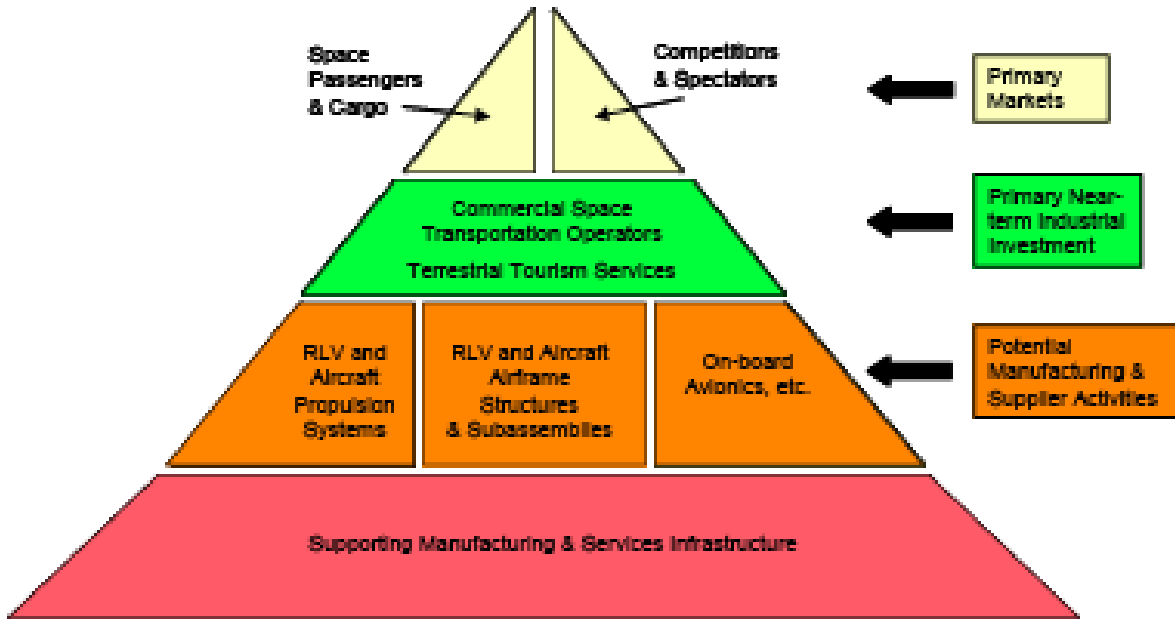 Space
Passengers
& Cargo
Competitions
& Spectators
Primary
Markets
Commercial Space
Transportation Operators
Terrestrial Tourism Services
Primary Near-
term Industrial
Investment
RLV and
Aircraft
Propulsion
Systems
RLV and Aircraft
Airframe
Structures
& Subassemblies
On-board
Avionics, etc.
Potential
Manufacturing &
Supplier Activities
Supporting Manufacturing & Services Infrastructure